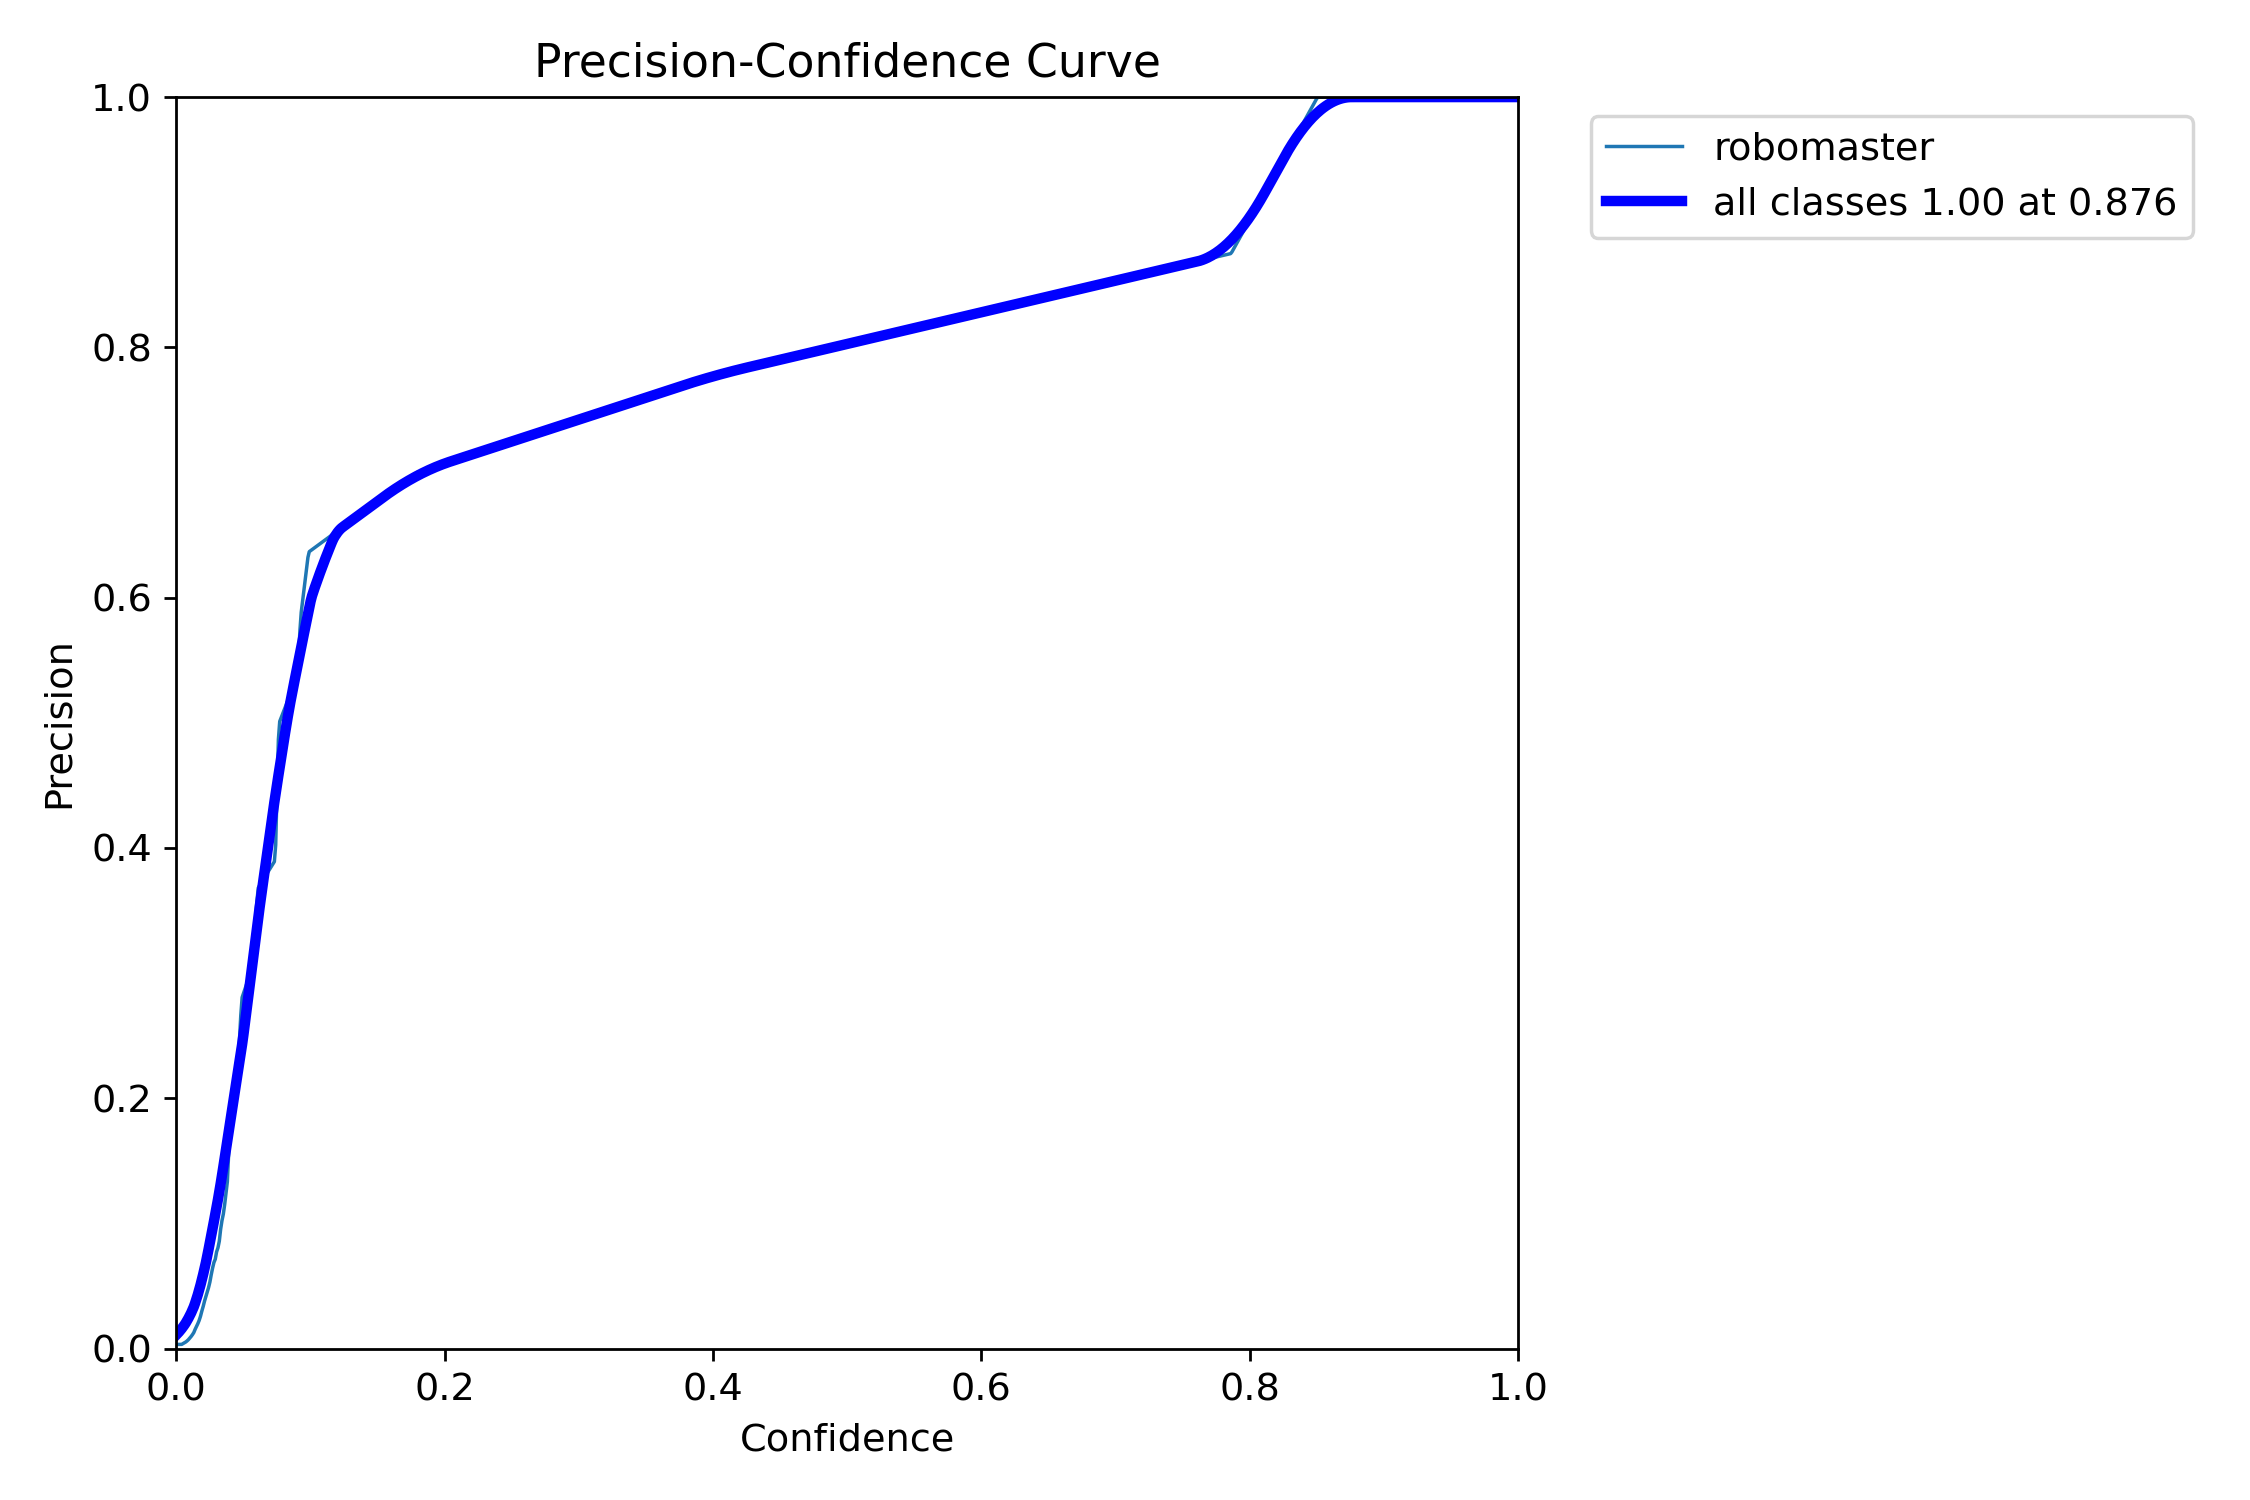 Precision-Confidence Curve
1.0
0.8
0.6
0.4
0.2
0.0
Precision
0.0 0.2 0.4 0.6 0.8 1.0
Confidence
robomaster
all classes 1.00 at 0.876